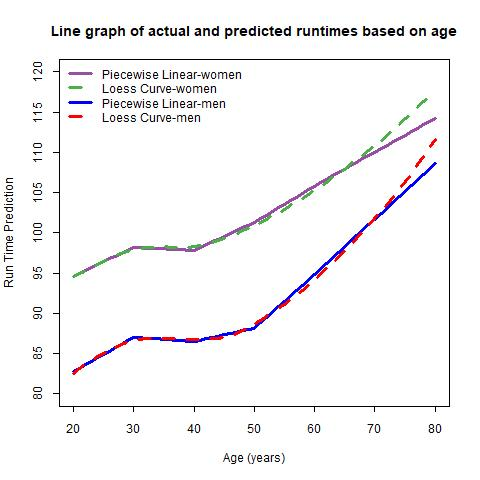 Line graph of actual and predicted runtimes based on age
Piecewise Linear-women
Loess Curve-women
Piecewise Linear-men
Loess Curve-men
Run Time Prediction
120
115
110
105
100
95
90
85
80
20 30 40 50 60 70 80
Age (years)